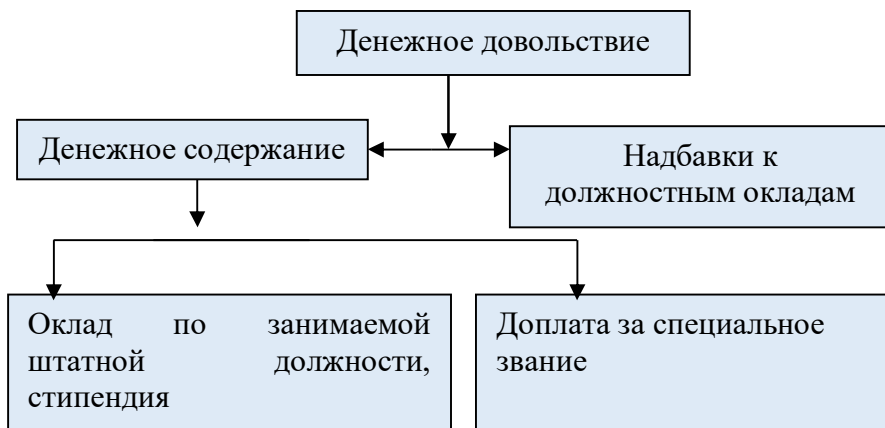 Денежное довольствие
Денежное содержание
Надбавки к
должностным окладам
Оклад по занимаемой
штатной должности,
стипендия
Доплата за специальное
звание